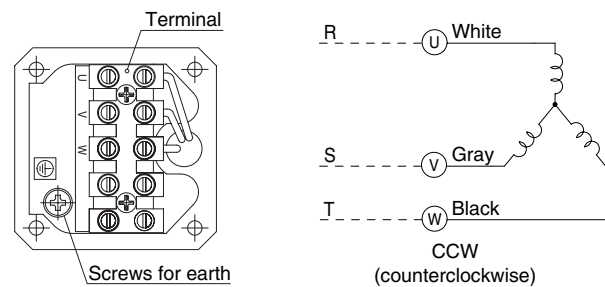 Terminal
U
V
W
Screws for earth
R
U
White
S
V
Gray
T
W
Black
CCW
(counterclockwise)